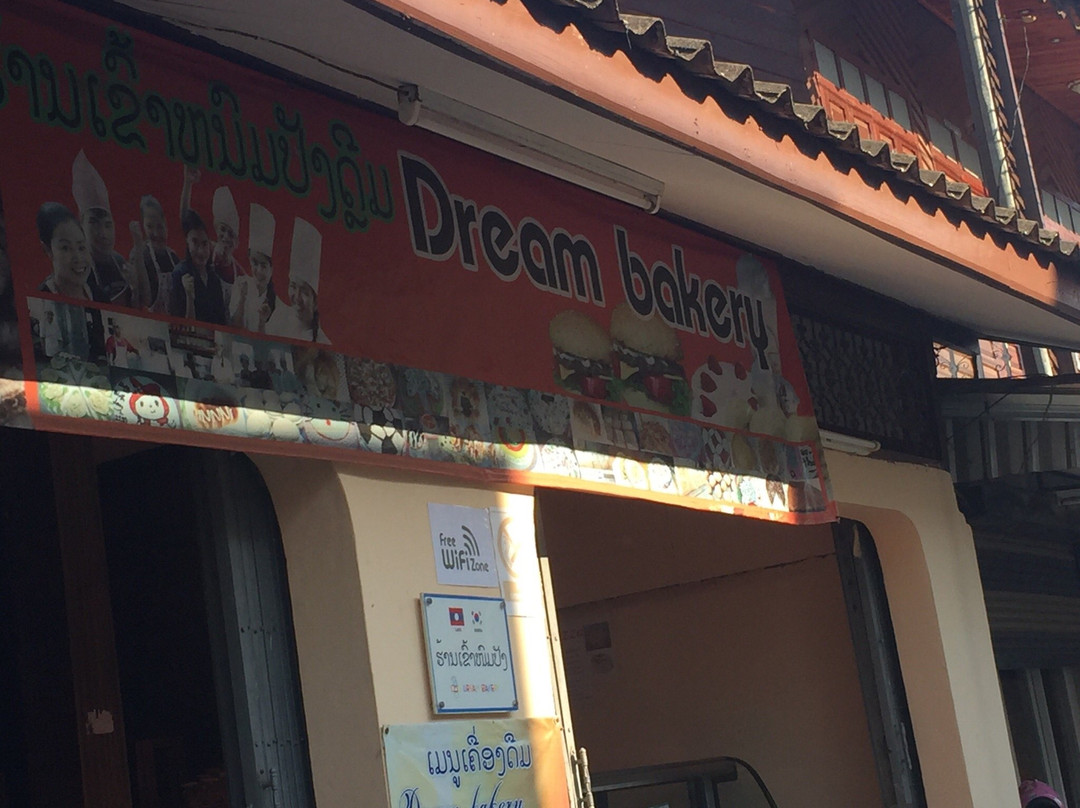 ຮ້ານເຂົ້າຫນົມປັງດຼີມ
Dream bakery
Free
WiFi Zone
ຮ້ານເຂົ້າຫນົມປັງ
ເມນູເຄື່ອງດື່ມ
Dream bakery